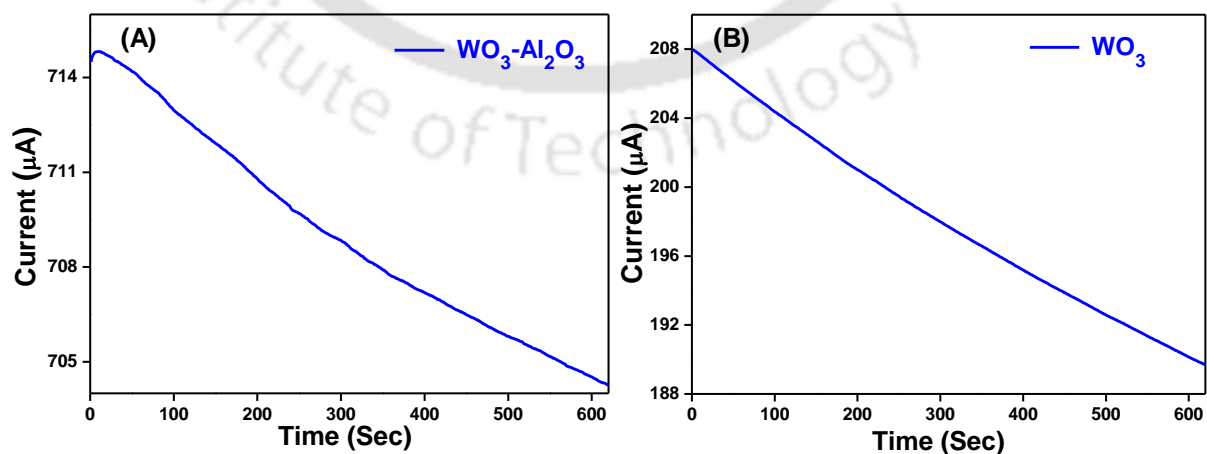 (A)
WO₃-Al₂O₃
Current (μA)
714
711
708
705
0 100 200 300 400 500 600
Time (Sec)
(B)
WO₃
Current (μA)
208
204
200
196
192
188
0 100 200 300 400 500 600
Time (Sec)
of Technology